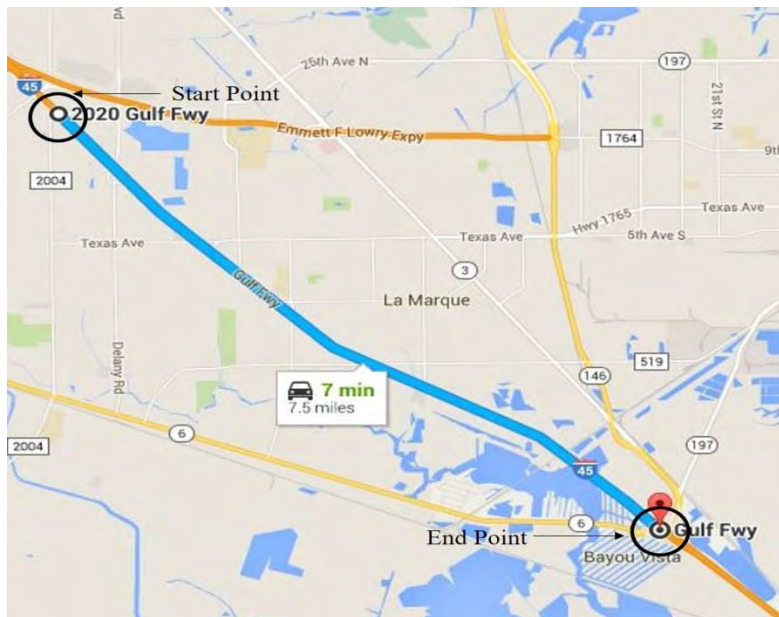 25th Ave N
197
45
Start Point
2020 Gulf Fwy
21st St N
Emmett F Lowry Expy
1764
9th
2004
Texas Ave
Hwy 1765
Texas Ave
Texas Ave
5th Ave S
Gulf Fwy
3
La Marque
Delany Rd
519
7 min
7.5 miles
146
6
2004
197
45
6
End Point
Gulf Fwy
Bayou Vista